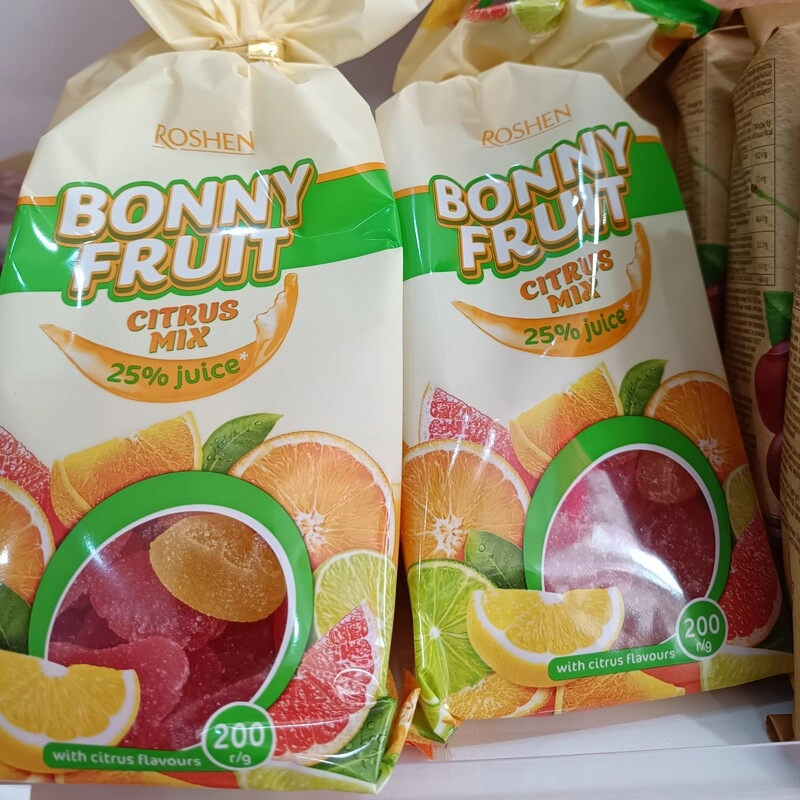 ROSHEN
BONNY
FRUIT
CITRUS
MIX
25% juice*
with citrus flavours
200
г/g
ROSHEN
BONNY
FRUIT
CITRUS
MIX
25% juice*
with citrus flavours
200
г/g